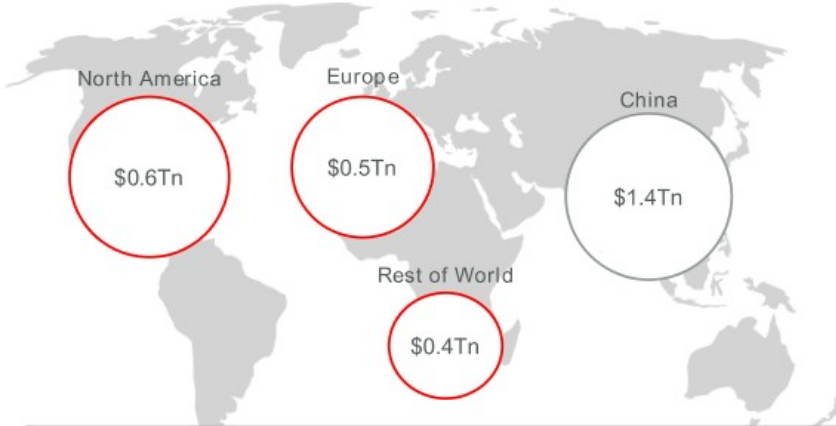 North America
$0.6Tn
Europe
$0.5Tn
China
$1.4Tn
Rest of World
$0.4Tn